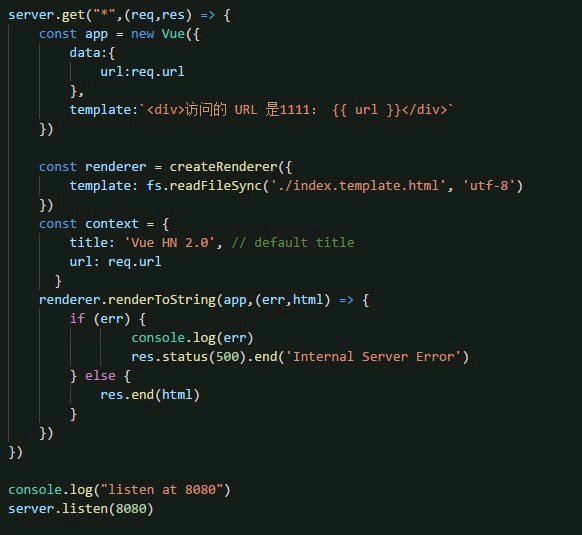 server.get("*",(req,res) => {
    const app = new Vue({
        data:{
            url:req.url
        },
        template:`<div>访问的 URL 是1111： {{ url }}</div>`
    })

    const renderer = createRenderer({
        template: fs.readFileSync('./index.template.html', 'utf-8')
    })
    const context = {
        title: 'Vue HN 2.0', // default title
        url: req.url
      }
    renderer.renderToString(app,(err,html) => {
        if (err) {
                console.log(err)
                res.status(500).end('Internal Server Error')
        } else {
            res.end(html)
        }
    })
})

console.log("listen at 8080")
server.listen(8080)